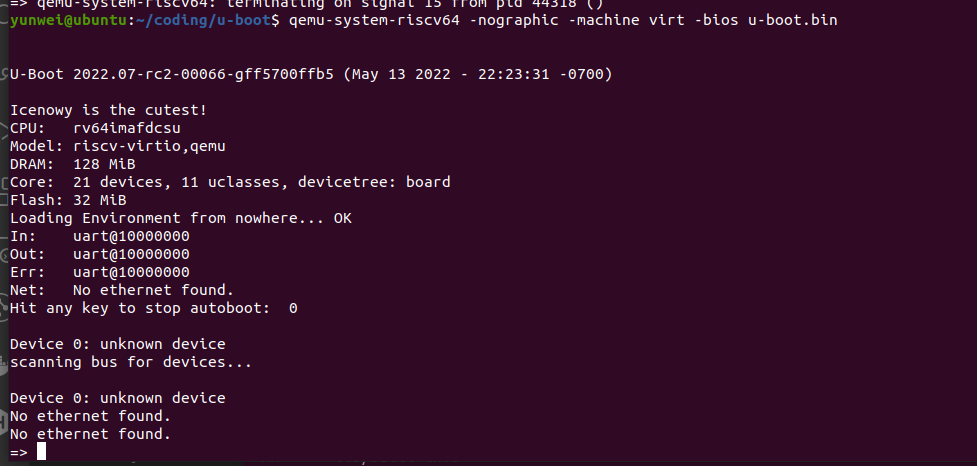 => qemu-system-riscv64: terminating on signal 15 from pid 44318 ()
yunwei@ubuntu:~/coding/u-boot$ qemu-system-riscv64 -nographic -machine virt -bios u-boot.bin
U-Boot 2022.07-rc2-00066-gff5700ffb5 (May 13 2022 - 22:23:31 -0700)
Icenowy is the cutest!
CPU:   rv64imafdcsu
Model: riscv-virtio,qemu
DRAM:  128 MiB
Core:  21 devices, 11 uclasses, devicetree: board
Flash: 32 MiB
Loading Environment from nowhere... OK
In:    uart@10000000
Out:   uart@10000000
Err:   uart@10000000
Net:   No ethernet found.
Hit any key to stop autoboot:  0
Device 0: unknown device
scanning bus for devices...
Device 0: unknown device
No ethernet found.
No ethernet found.
=>